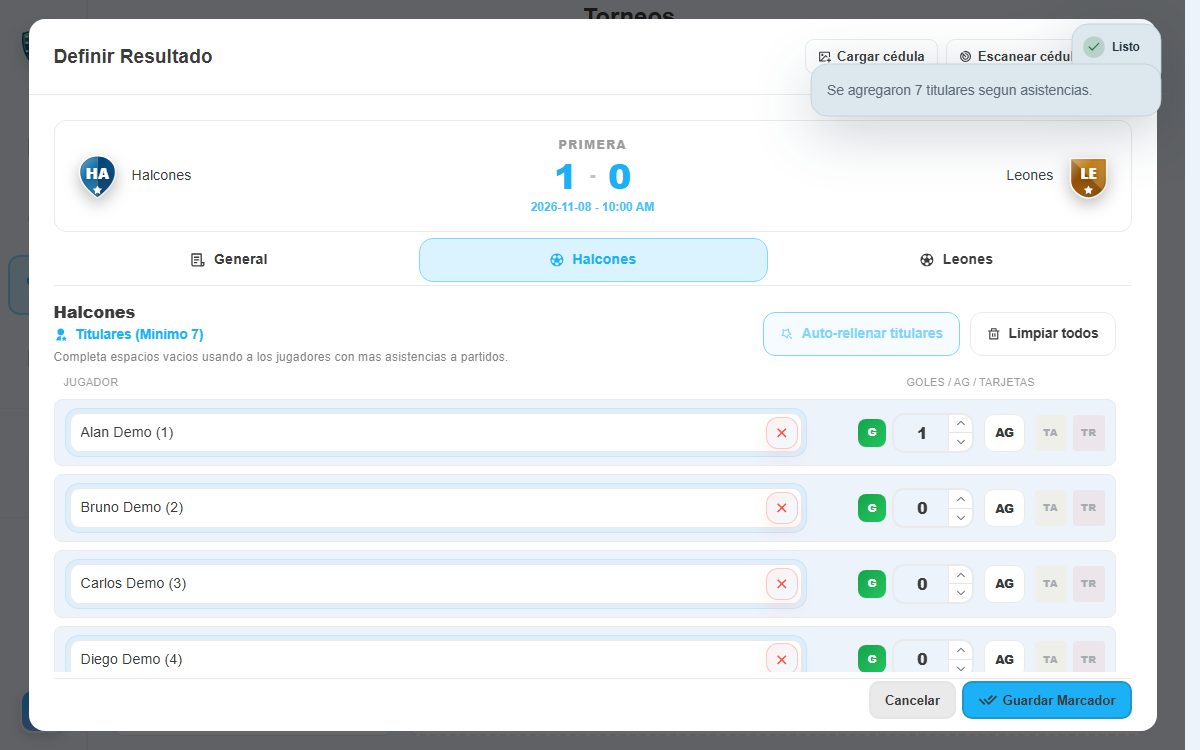 Torneos
Definir Resultado
Cargar cédula
Escanear cédul
Listo
Se agregaron 7 titulares segun asistencias.
PRIMERA
HA
Halcones
1 - 0
Leones
LE
2026-11-08 - 10:00 AM
General
Halcones
Leones
Halcones
Titulares (Minimo 7)
Completa espacios vacios usando a los jugadores con mas asistencias a partidos.
Auto-rellenar titulares
Limpiar todos
JUGADOR
GOLES / AG / TARJETAS
Alan Demo (1)
G
1
AG
TA
TR
Bruno Demo (2)
G
0
AG
TA
TR
Carlos Demo (3)
G
0
AG
TA
TR
Diego Demo (4)
G
0
AG
TA
TR
Cancelar
Guardar Marcador